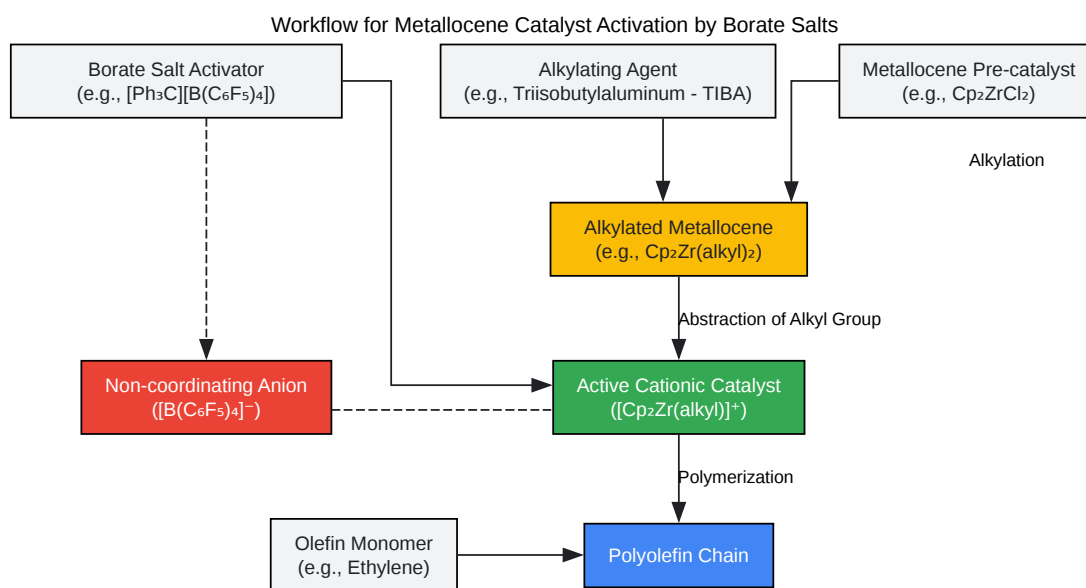 Workflow for Metallocene Catalyst Activation by Borate Salts
Borate Salt Activator
(e.g., [Ph₃C][B(C₆F₅)₄])
Alkylating Agent
(e.g., Triisobutylaluminum - TIBA)
Metallocene Pre-catalyst
(e.g., Cp₂ZrCl₂)
Alkylation
Alkylated Metallocene
(e.g., Cp₂Zr(alkyl)₂)
Abstraction of Alkyl Group
Non-coordinating Anion
([B(C₆F₅)₄]⁻)
Active Cationic Catalyst
([Cp₂Zr(alkyl)]⁺)
Polymerization
Olefin Monomer
(e.g., Ethylene)
Polyolefin Chain